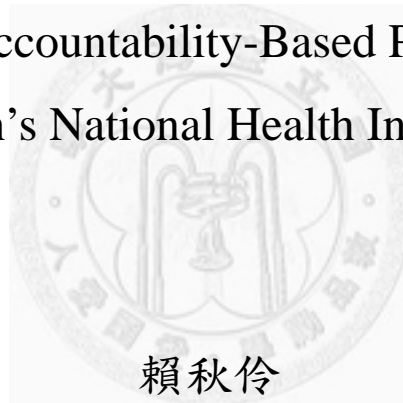 ccountability-Based P
's National Health In
賴秋伶